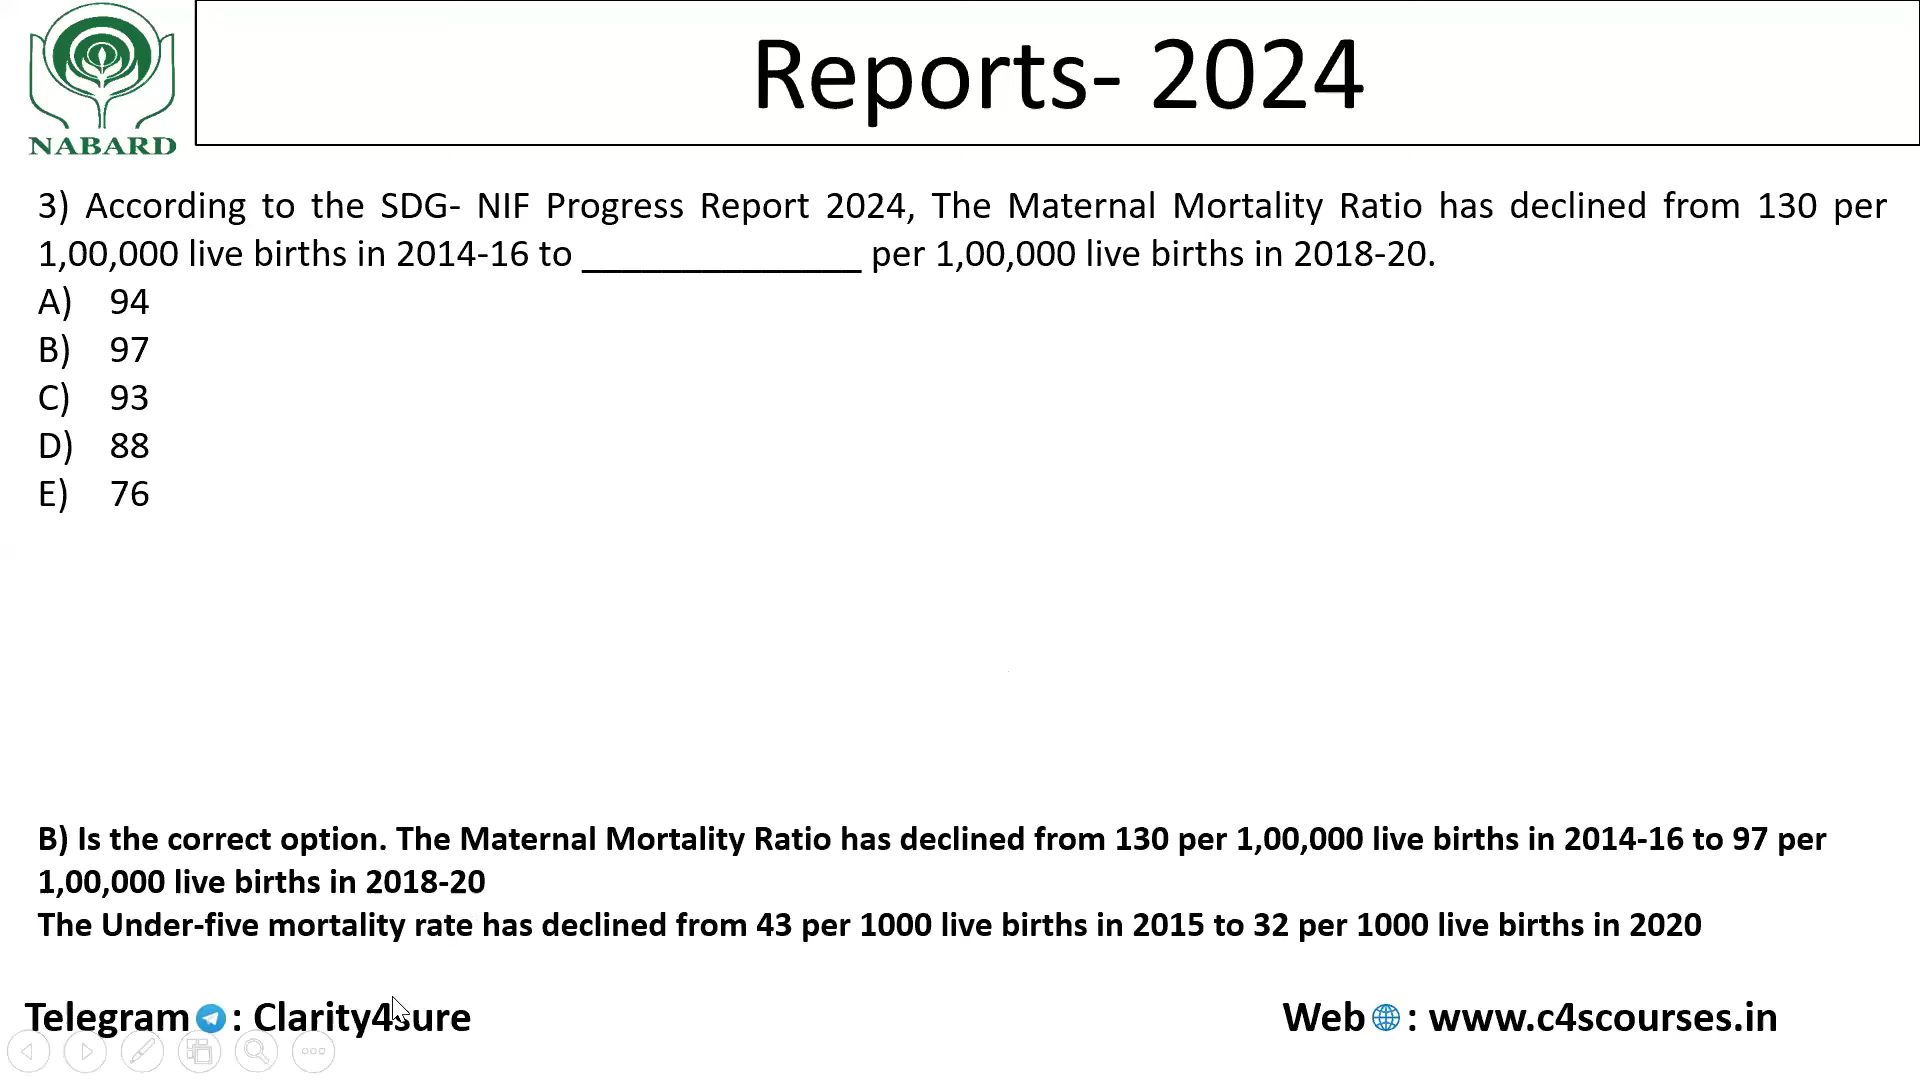 NABARD
Reports- 2024
3) According to the SDG- NIF Progress Report 2024, The Maternal Mortality Ratio has declined from 130 per
1,00,000 live births in 2014-16 to ______________ per 1,00,000 live births in 2018-20.
A) 94
B) 97
C) 93
D) 88
E) 76
B) Is the correct option. The Maternal Mortality Ratio has declined from 130 per 1,00,000 live births in 2014-16 to 97 per
1,00,000 live births in 2018-20
The Under-five mortality rate has declined from 43 per 1000 live births in 2015 to 32 per 1000 live births in 2020
Telegram : Clarity4sure
Web : www.c4scourses.in